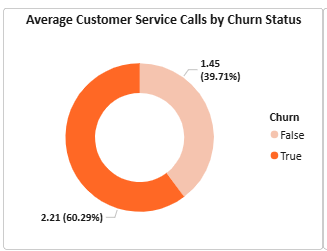 Average Customer Service Calls by Churn Status
1.45
(39.71%)
Churn
False
True
2.21 (60.29%)